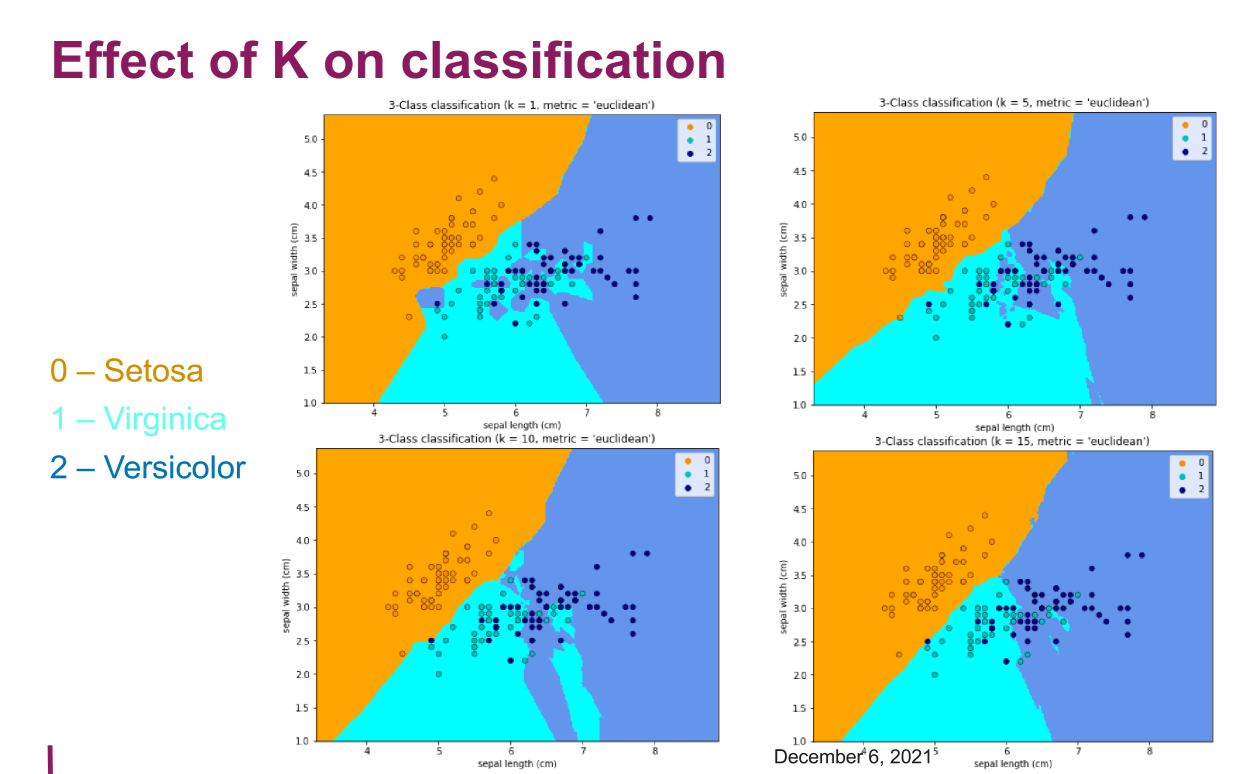 Effect of K on classification
3-Class classification (k = 1, metric = 'euclidean')
0
1
2
5.0
4.5
4.0
3.5
3.0
2.5
2.0
1.5
1.0
sepal width (cm)
4 5 6 7 8
sepal length (cm)
3-Class classification (k = 5, metric = 'euclidean')
0
1
2
5.0
4.5
4.0
3.5
3.0
2.5
2.0
1.5
1.0
sepal width (cm)
4 5 6 7 8
sepal length (cm)
0 – Setosa
1 – Virginica
2 – Versicolor
3-Class classification (k = 10, metric = 'euclidean')
0
1
2
5.0
4.5
4.0
3.5
3.0
2.5
2.0
1.5
1.0
sepal width (cm)
4 5 6 7 8
sepal length (cm)
3-Class classification (k = 15, metric = 'euclidean')
0
1
2
5.0
4.5
4.0
3.5
3.0
2.5
2.0
1.5
1.0
sepal width (cm)
4 5 6 7 8
sepal length (cm)
December 6, 2021